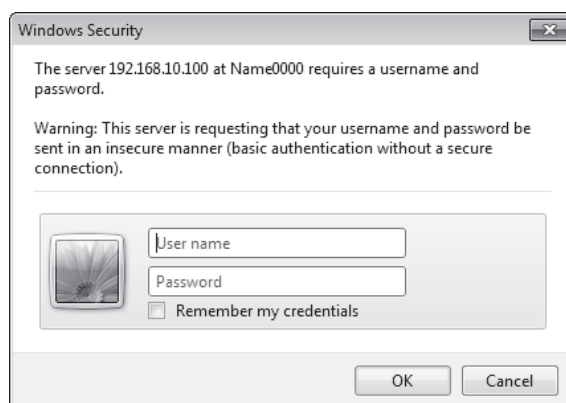 Windows Security
The server 192.168.10.100 at Name0000 requires a username and
password.
Warning: This server is requesting that your username and password be
sent in an insecure manner (basic authentication without a secure
connection).
User name
Password
Remember my credentials
OK
Cancel